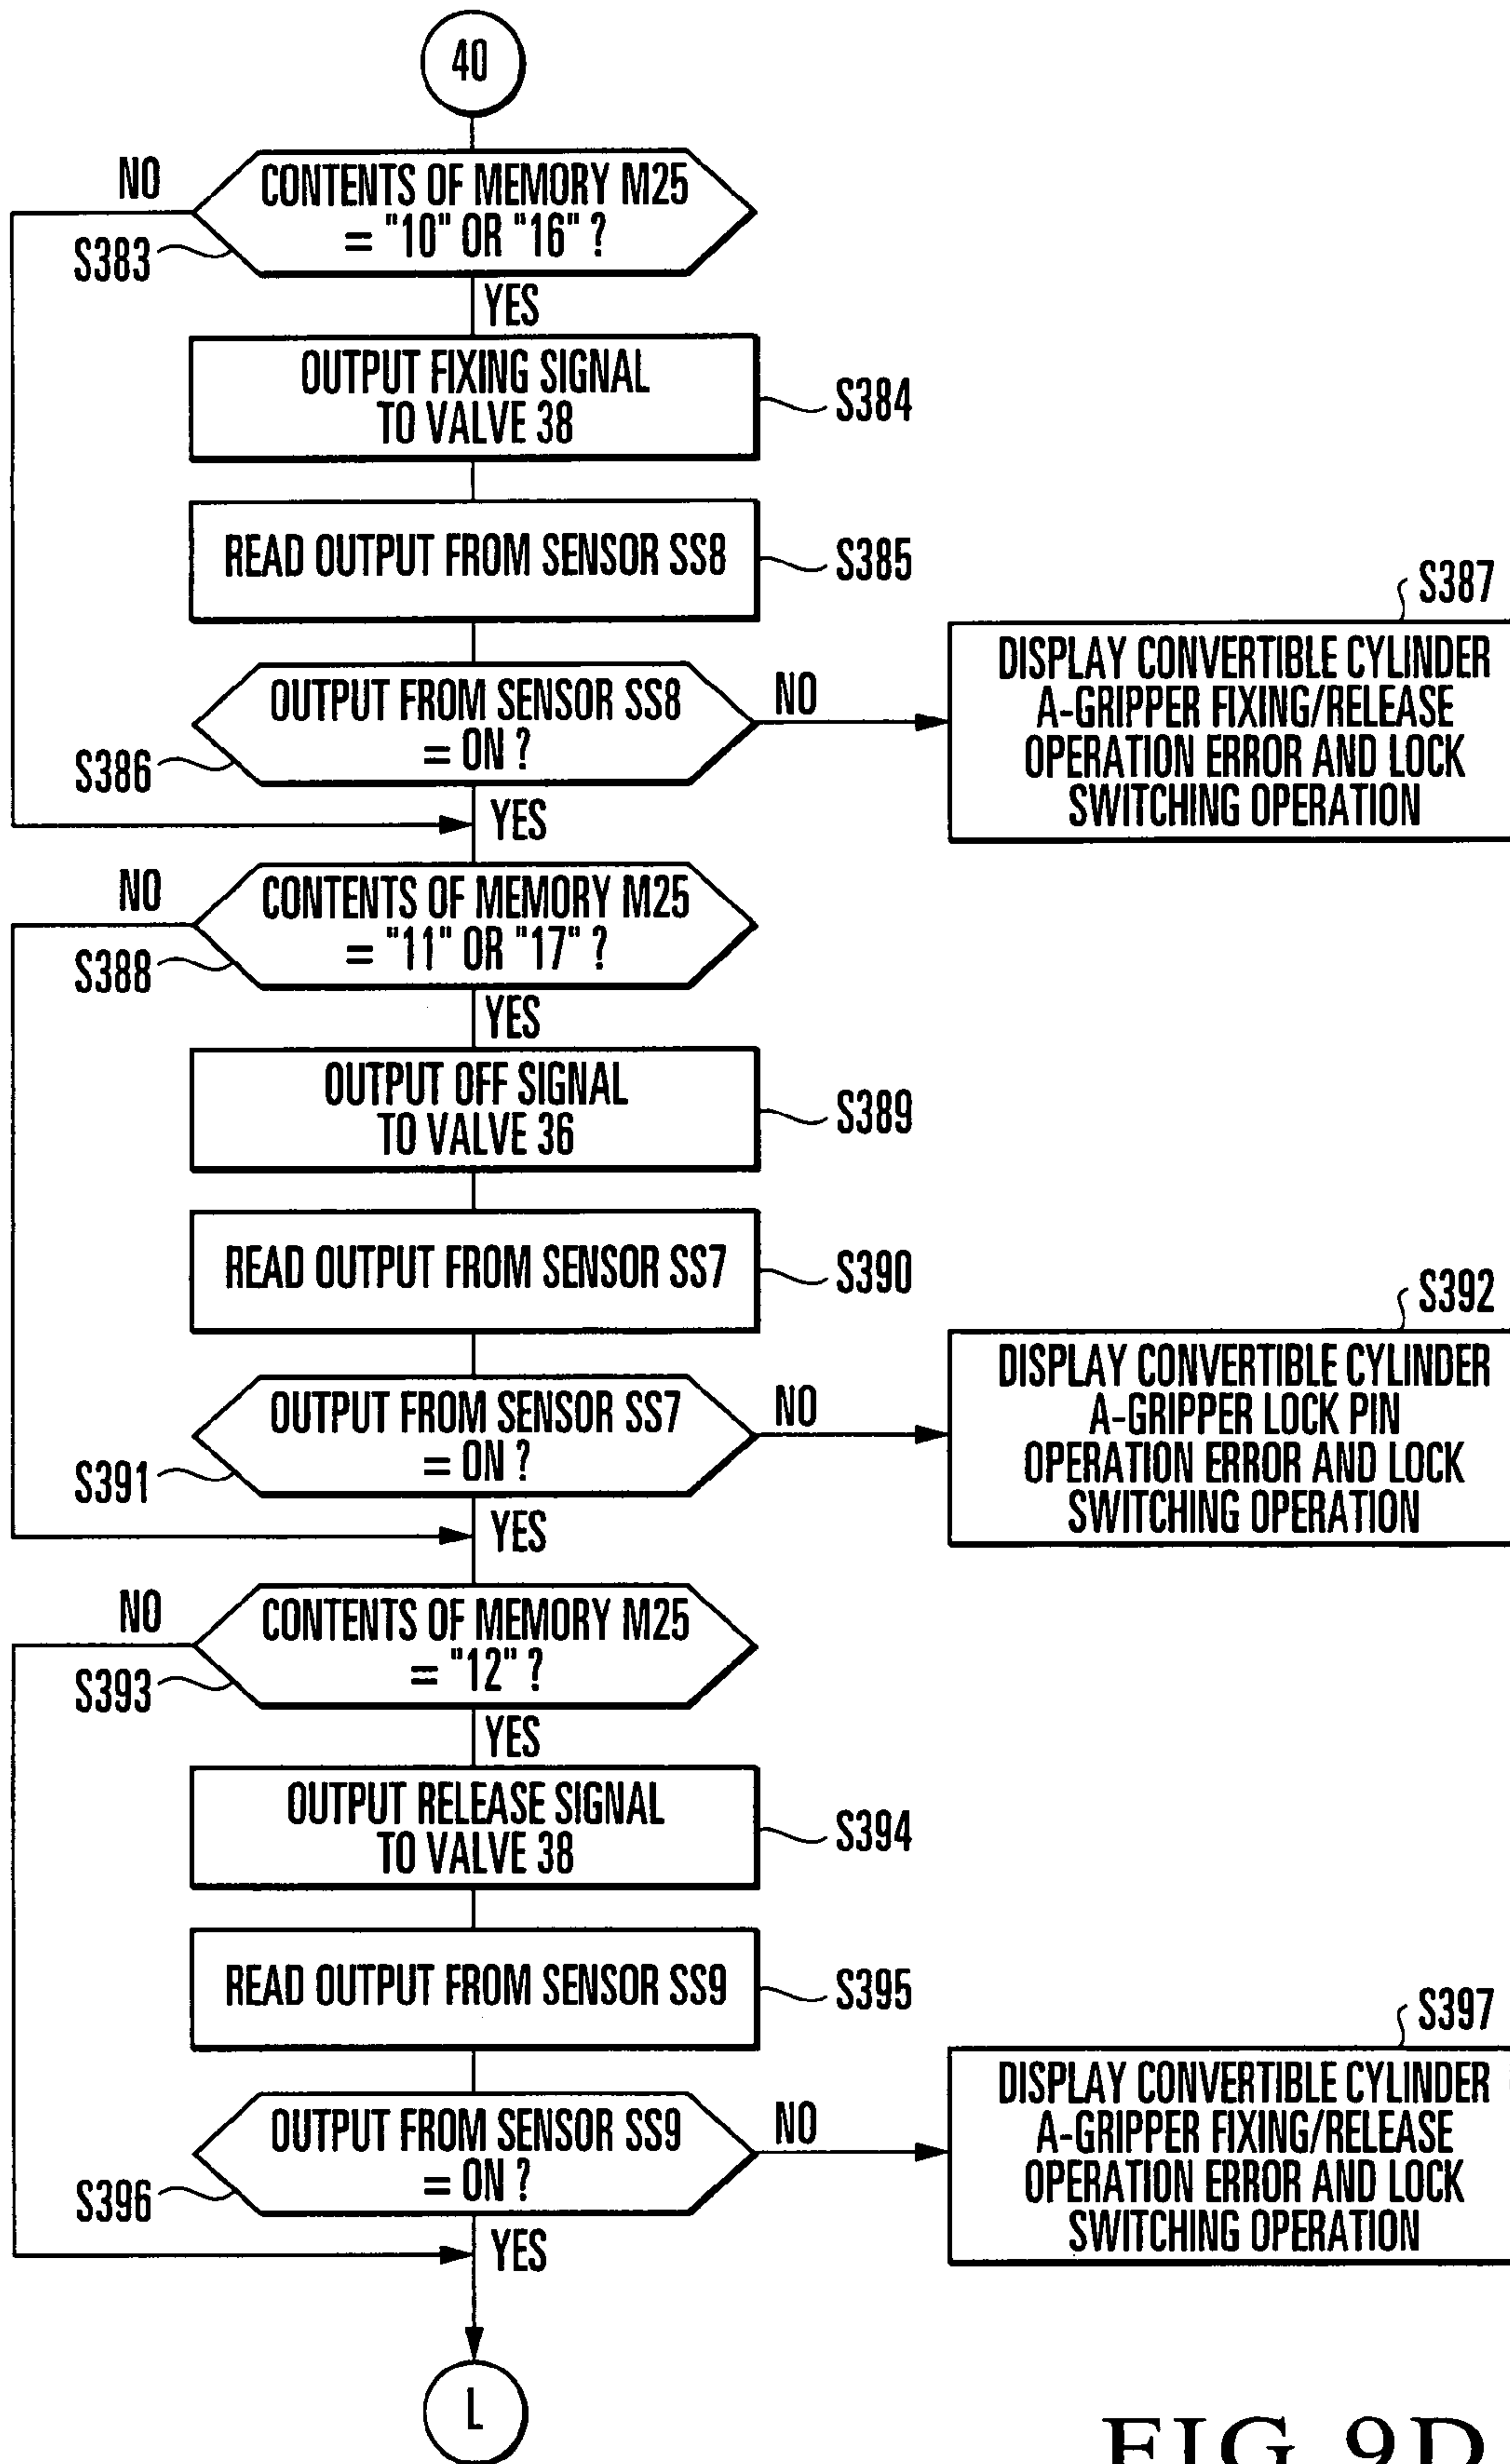 40
CONTENTS OF MEMORY M25
= "10" OR "16" ?
NO
S383
YES
OUTPUT FIXING SIGNAL
TO VALVE 38
S384
READ OUTPUT FROM SENSOR SS8
S385
OUTPUT FROM SENSOR SS8
= ON ?
S386
NO
S387
DISPLAY CONVERTIBLE CYLINDER
A-GRIPPER FIXING/RELEASE
OPERATION ERROR AND LOCK
SWITCHING OPERATION
YES
CONTENTS OF MEMORY M25
= "11" OR "17" ?
NO
S388
YES
OUTPUT OFF SIGNAL
TO VALVE 36
S389
READ OUTPUT FROM SENSOR SS7
S390
OUTPUT FROM SENSOR SS7
= ON ?
S391
NO
S392
DISPLAY CONVERTIBLE CYLINDER
A-GRIPPER LOCK PIN
OPERATION ERROR AND LOCK
SWITCHING OPERATION
YES
CONTENTS OF MEMORY M25
= "12" ?
NO
S393
YES
OUTPUT RELEASE SIGNAL
TO VALVE 38
S394
READ OUTPUT FROM SENSOR SS9
S395
OUTPUT FROM SENSOR SS9
= ON ?
S396
NO
S397
DISPLAY CONVERTIBLE CYLINDER
A-GRIPPER FIXING/RELEASE
OPERATION ERROR AND LOCK
SWITCHING OPERATION
YES
L
FIG. 9D